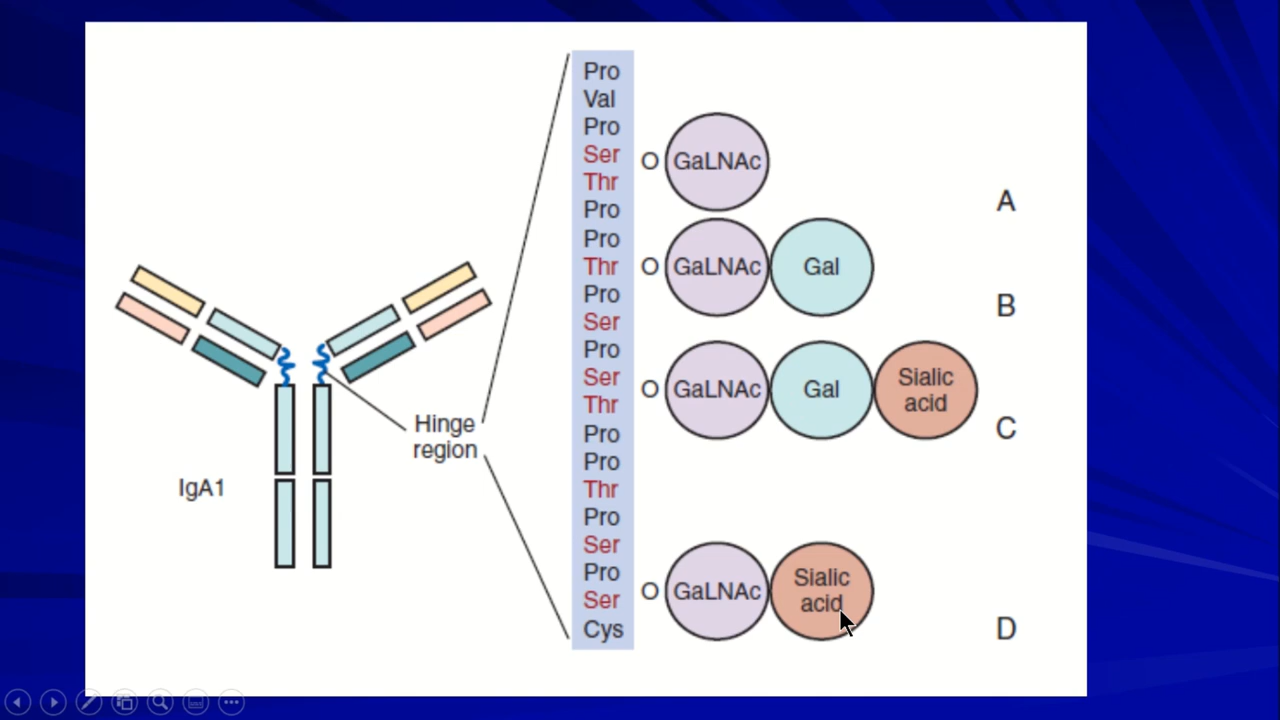 IgA1
Hinge
region
Pro
Val
Pro
Ser
Thr
Pro
Pro
Thr
Pro
Ser
Pro
Ser
Thr
Pro
Pro
Thr
Pro
Ser
Pro
Ser
Cys
O GaLNAc
A
O GaLNAc Gal
B
O GaLNAc Gal Sialic
acid
C
O GaLNAc Sialic
acid
D